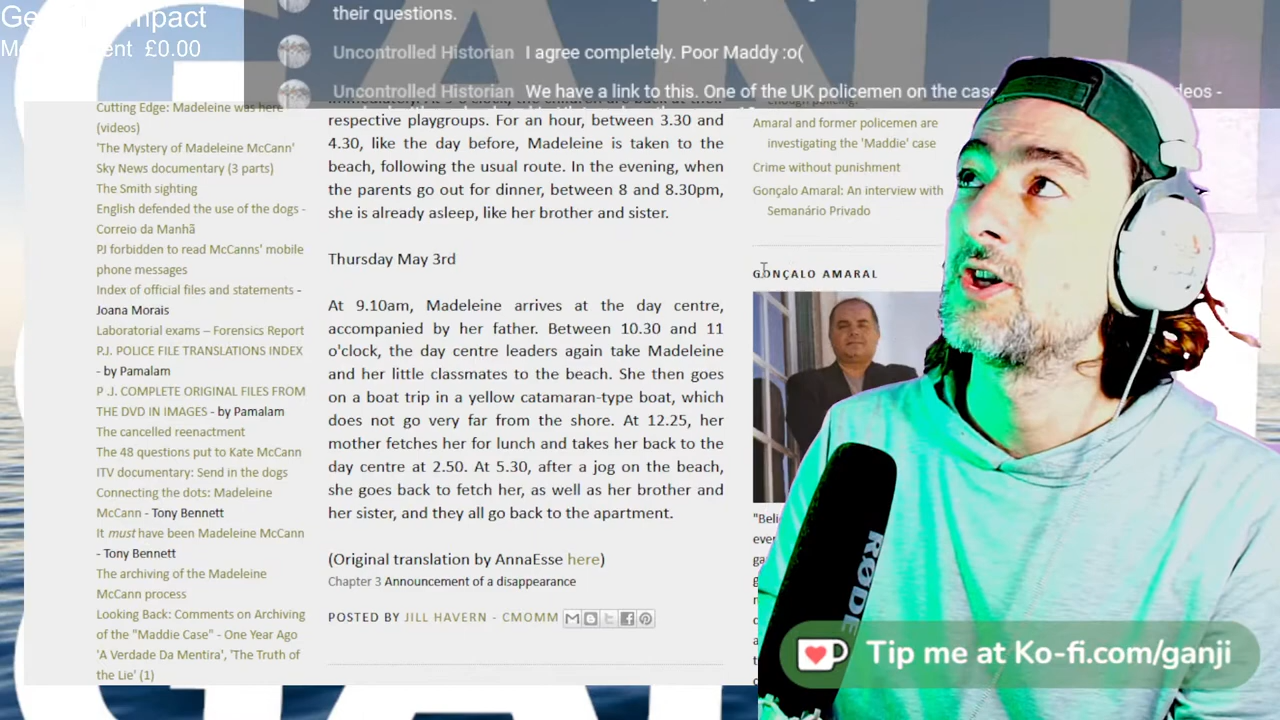 Ge
mpact
Mo
ent £0.00
their questions.
Uncontrolled Historian I agree completely. Poor Maddy :o(
Uncontrolled Historian We have a link to this. One of the UK policemen on the case
deos -
Cutting Edge: Madeleine was here
(videos)
'The Mystery of Madeleine McCann'
Sky News documentary (3 parts)
The Smith sighting
English defended the use of the dogs -
Correio da Manhã
PJ forbidden to read McCanns' mobile
phone messages
Index of official files and statements -
Joana Morais
Laboratorial exams – Forensics Report
P.J. POLICE FILE TRANSLATIONS INDEX
- by Pamalam
P .J. COMPLETE ORIGINAL FILES FROM
THE DVD IN IMAGES - by Pamalam
The cancelled reenactment
The 48 questions put to Kate McCann
ITV documentary: Send in the dogs
Connecting the dots: Madeleine
McCann - Tony Bennett
It must have been Madeleine McCann
- Tony Bennett
The archiving of the Madeleine
McCann process
Looking Back: Comments on Archiving
of the "Maddie Case" - One Year Ago
'A Verdade Da Mentira', 'The Truth of
the Lie' (1)
respective playgroups. For an hour, between 3.30 and
4.30, like the day before, Madeleine is taken to the
beach, following the usual route. In the evening, when
the parents go out for dinner, between 8 and 8.30pm,
she is already asleep, like her brother and sister.
Thursday May 3rd
At 9.10am, Madeleine arrives at the day centre,
accompanied by her father. Between 10.30 and 11
o'clock, the day centre leaders again take Madeleine
and her little classmates to the beach. She then goes
on a boat trip in a yellow catamaran-type boat, which
does not go very far from the shore. At 12.25, her
mother fetches her for lunch and takes her back to the
day centre at 2.50. At 5.30, after a jog on the beach,
she goes back to fetch her, as well as her brother and
her sister, and they all go back to the apartment.
(Original translation by AnnaEsse here)
Chapter 3 Announcement of a disappearance
POSTED BY JILL HAVERN - CMOMM
enough policing.
Amaral and former policemen are
investigating the 'Maddie' case
Crime without punishment
Gonçalo Amaral: An interview with
Semanário Privado
GONÇALO AMARAL
RØDE
Tip me at Ko-fi.com/ganji